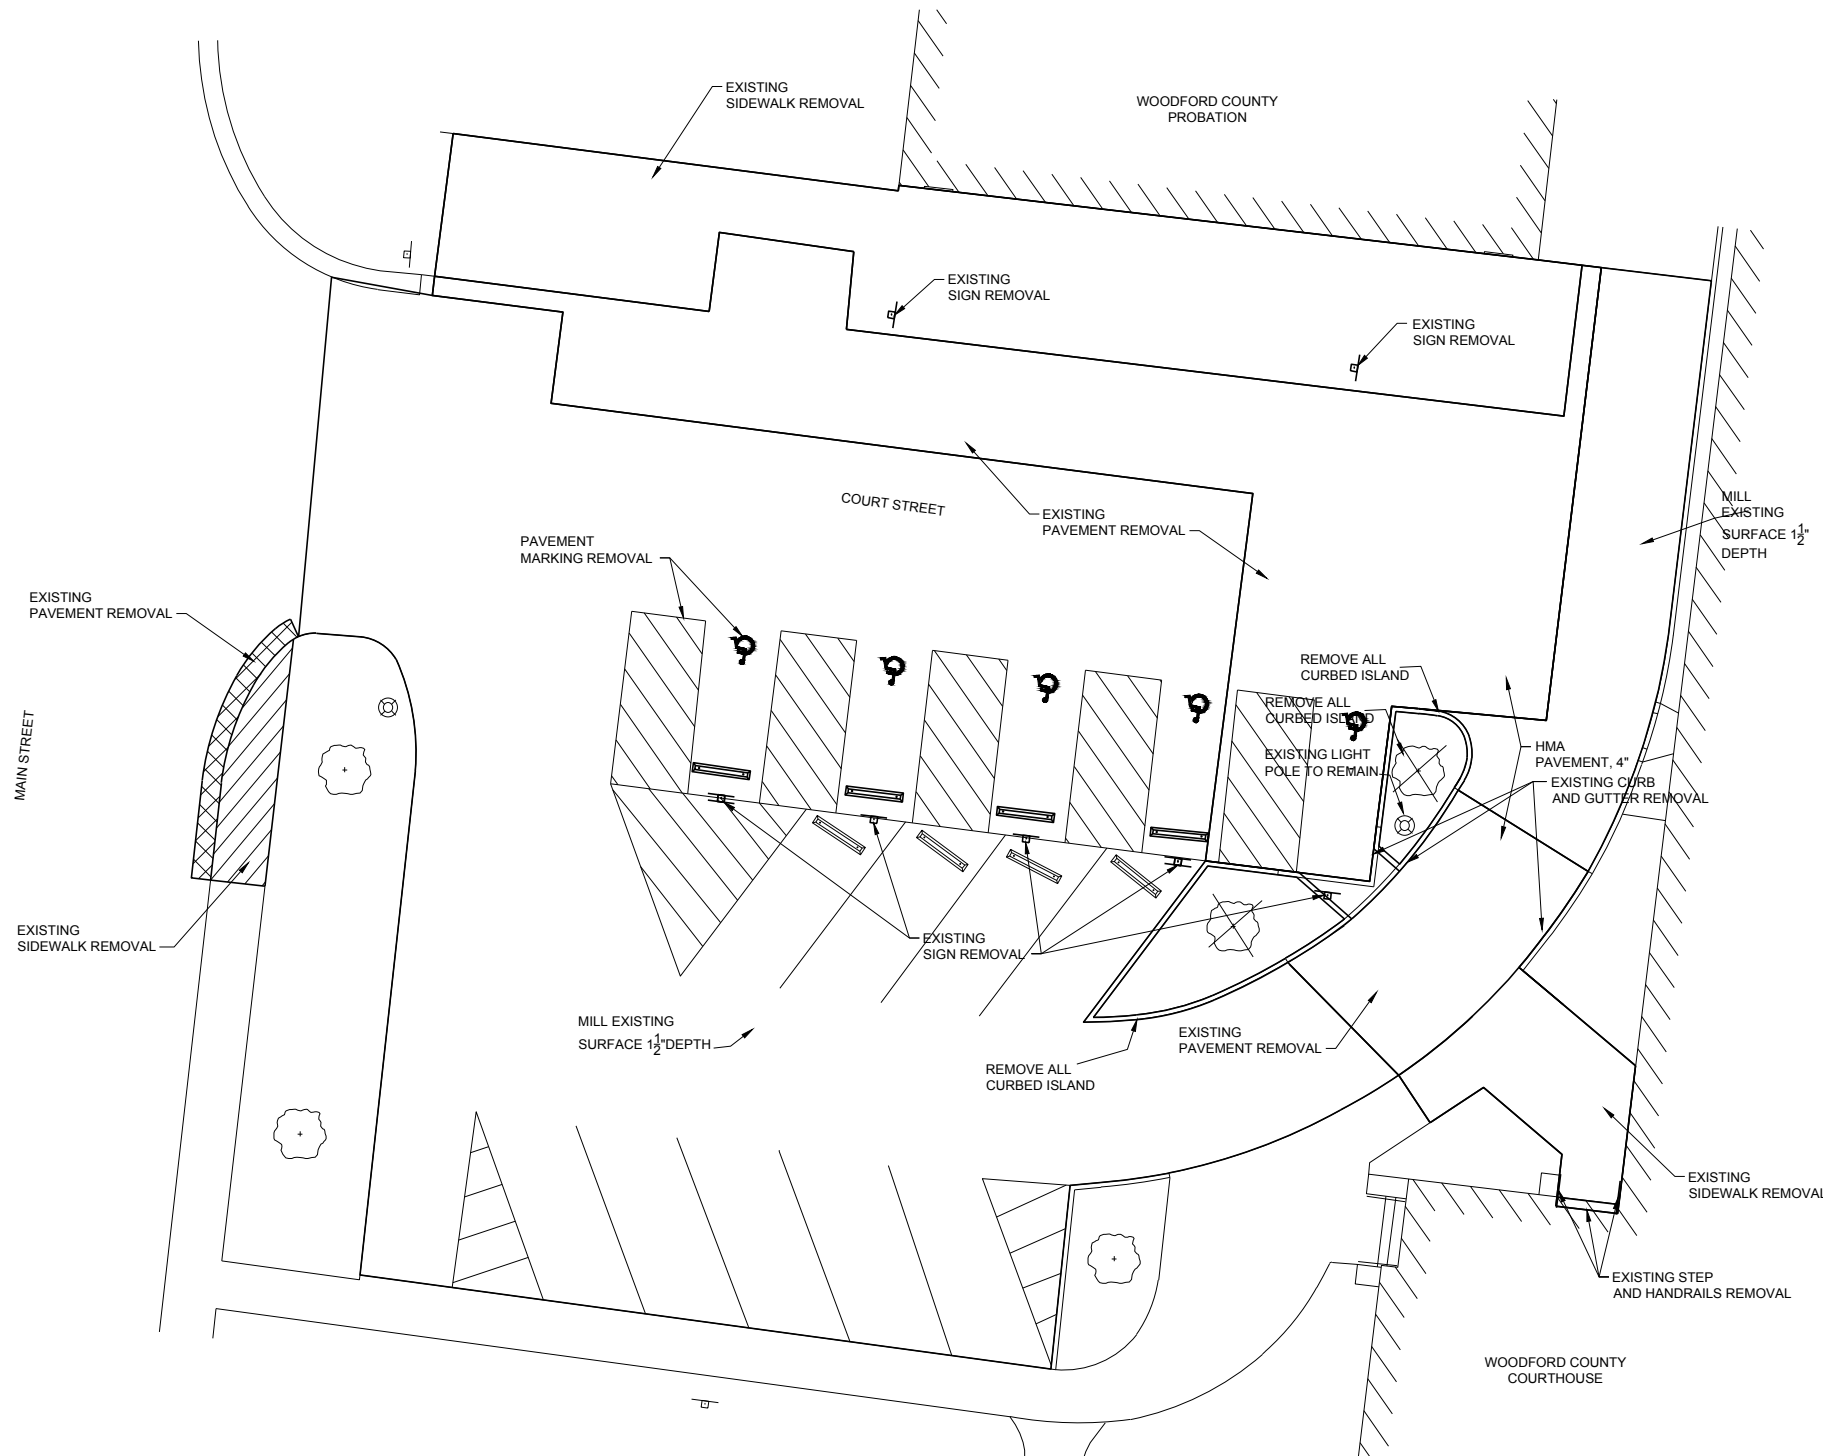 EXISTING
SIDEWALK REMOVAL
WOODFORD COUNTY
PROBATION
EXISTING
SIGN REMOVAL
EXISTING
SIGN REMOVAL
MILL
EXISTING
SURFACE 1 1/2"
DEPTH
COURT STREET
EXISTING
PAVEMENT REMOVAL
PAVEMENT
MARKING REMOVAL
EXISTING
PAVEMENT REMOVAL
MAIN STREET
REMOVE ALL
CURBED ISLAND
REMOVE ALL
CURBED ISLAND
EXISTING LIGHT
POLE TO REMAIN
HMA
PAVEMENT, 4"
EXISTING CURB
AND GUTTER REMOVAL
EXISTING
SIDEWALK REMOVAL
EXISTING
SIGN REMOVAL
MILL EXISTING
SURFACE 1 1/2" DEPTH
EXISTING
PAVEMENT REMOVAL
REMOVE ALL
CURBED ISLAND
EXISTING
SIDEWALK REMOVAL
EXISTING STEP
AND HANDRAILS REMOVAL
WOODFORD COUNTY
COURTHOUSE